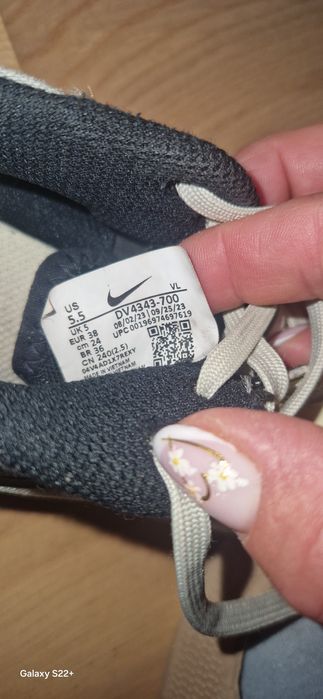 VL
US
5.5
DV4343-700
UK 5
08/02/23 | 09/25/23
EUR 38
UPC 00196974697619
cm 24
BR 36
CN 240(2.5)
04V4AD1X7REXY
MADE IN VIETNAM
Galaxy S22+